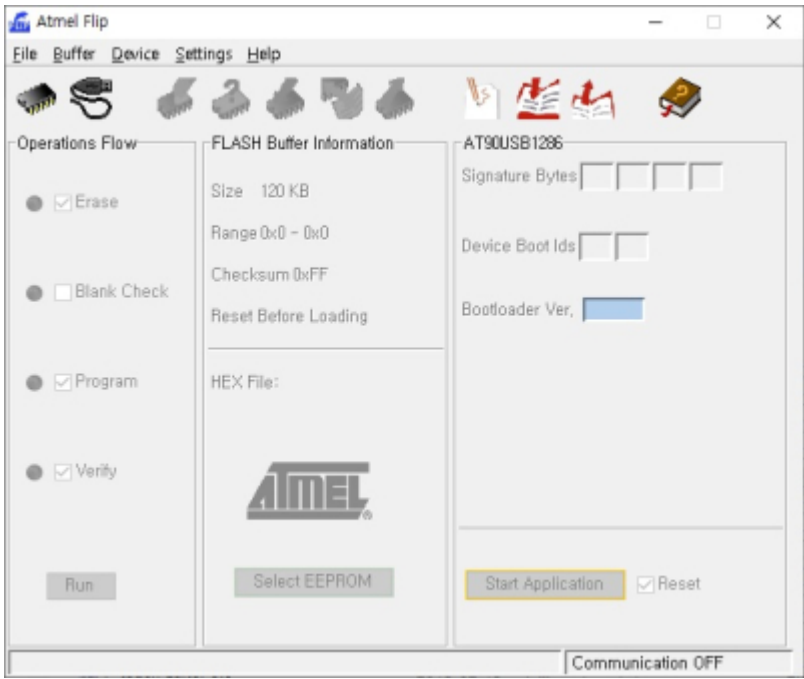 Atmel Flip
File Buffer Device Settings Help
Operations Flow
Erase
Blank Check
Program
Verify
Run
FLASH Buffer Information
Size 120 KB
Range 0x0 - 0x0
Checksum 0xFF
Reset Before Loading
HEX File:
ATMEL
Select EEPROM
AT90USB1286
Signature Bytes
Device Boot Ids
Bootloader Ver,
Start Application
Reset
Communication OFF